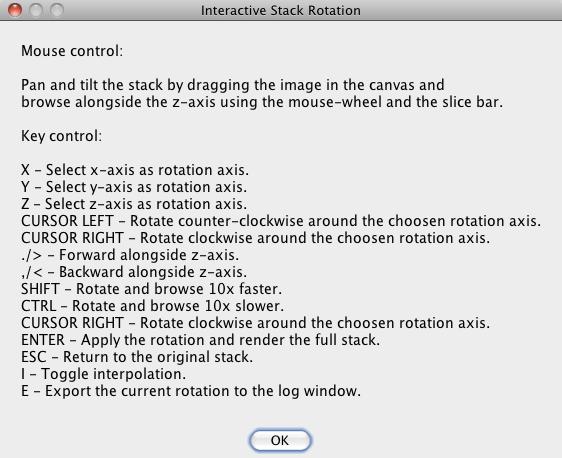 Interactive Stack Rotation
Mouse control:
Pan and tilt the stack by dragging the image in the canvas and
browse alongside the z-axis using the mouse-wheel and the slice bar.
Key control:
X – Select x-axis as rotation axis.
Y – Select y-axis as rotation axis.
Z – Select z-axis as rotation axis.
CURSOR LEFT – Rotate counter-clockwise around the choosen rotation axis.
CURSOR RIGHT – Rotate clockwise around the choosen rotation axis.
./> – Forward alongside z-axis.
,/< – Backward alongside z-axis.
SHIFT – Rotate and browse 10x faster.
CTRL – Rotate and browse 10x slower.
CURSOR RIGHT – Rotate clockwise around the choosen rotation axis.
ENTER – Apply the rotation and render the full stack.
ESC – Return to the original stack.
I – Toggle interpolation.
E – Export the current rotation to the log window.
OK